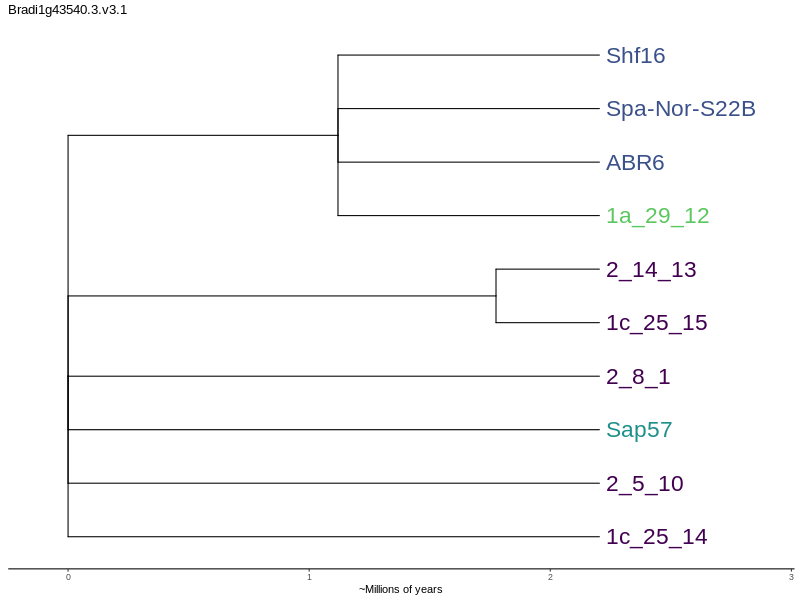 Bradi1g43540.3.v3.1
Shf16
Spa-Nor-S22B
ABR6
1a_29_12
2_14_13
1c_25_15
2_8_1
Sap57
2_5_10
1c_25_14
0 1 2 3
~Millions of years